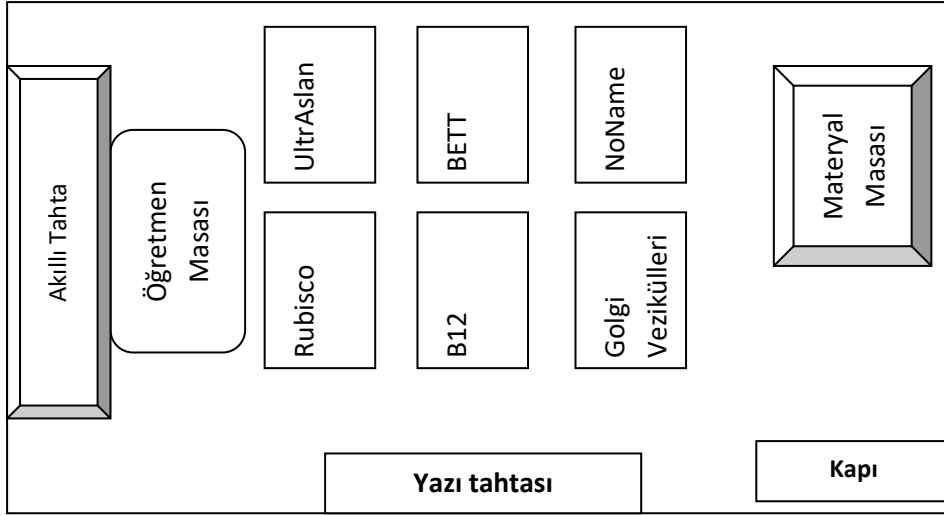 Akıllı Tahta
Öğretmen
Masası
UltrAslan
BETT
NoName
Materyal
Masası
Rubisco
B12
Golgi
Vezikülleri
Yazı tahtası
Kapı